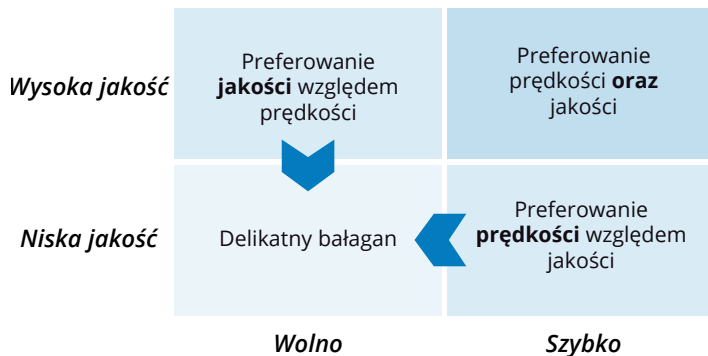 Preferowanie
jakości względem
prędkości
Preferowanie
prędkości oraz
jakości
Wysoka jakość
Niska jakość
Delikatny bałagan
Preferowanie
prędkości względem
jakości
Wolno
Szybko